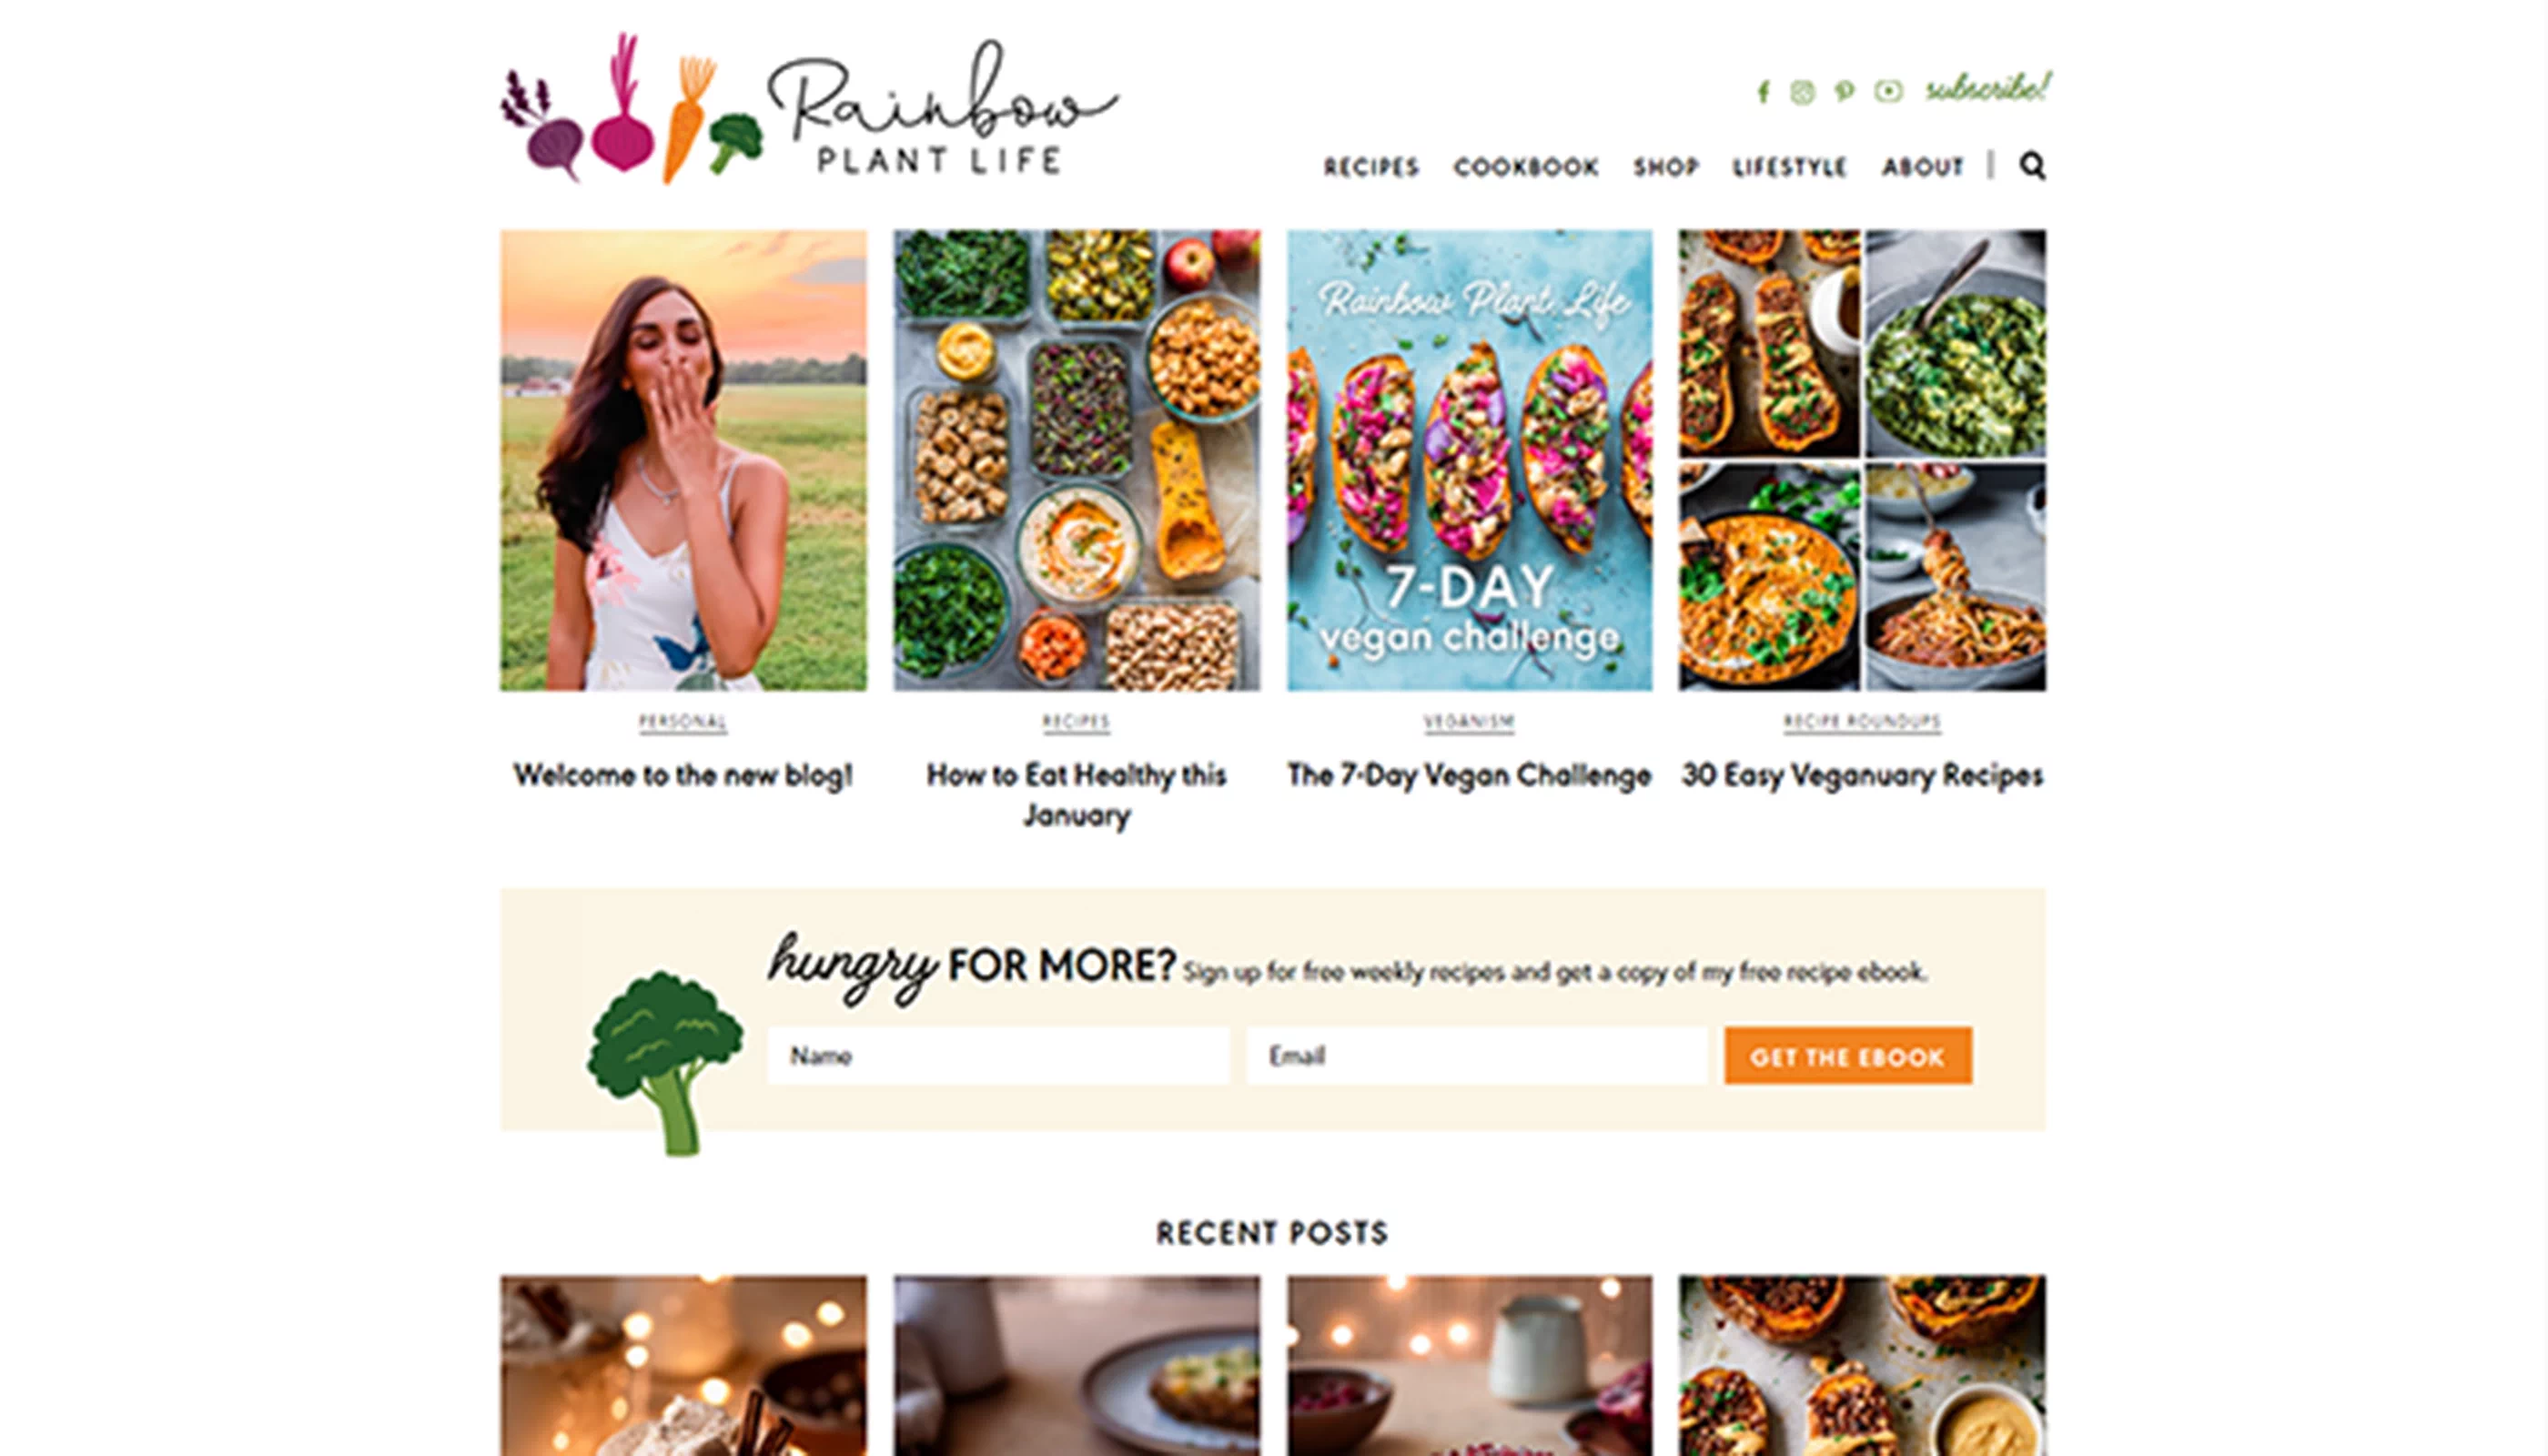 Rainbow
PLANT LIFE
subscribe!
RECIPES COOKBOOK SHOP LIFESTYLE ABOUT
Rainbow Plant Life
7-DAY
vegan challenge
PERSONAL
Welcome to the new blog!
RECIPES
How to Eat Healthy this
January
VEGANISM
The 7-Day Vegan Challenge
RECIPE ROUNDUPS
30 Easy Veganuary Recipes
hungry FOR MORE? Sign up for free weekly recipes and get a copy of my free recipe ebook.
Name Email GET THE EBOOK
RECENT POSTS